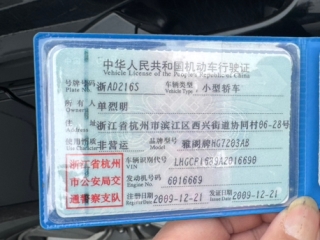 中华人民共和国机动车行驶证
Vehicle License of the People's Republic of China
号牌号码 浙AD216S 车辆类型 小型轿车
Plate No. Vehicle Type
所有人 单烈明
Owner
住址 浙江省杭州市滨江区西兴街道协同村06-28号
Address
使用性质 非营运 品牌型号 雅阁牌HG7203AB
浙江省杭州
市公安局交
通警察支队
车辆识别代号
VIN
发动机号码 6016669
Engine No.
注册日期 2009-12-21 发证日期 2009-12-21
Register Date Issue Date